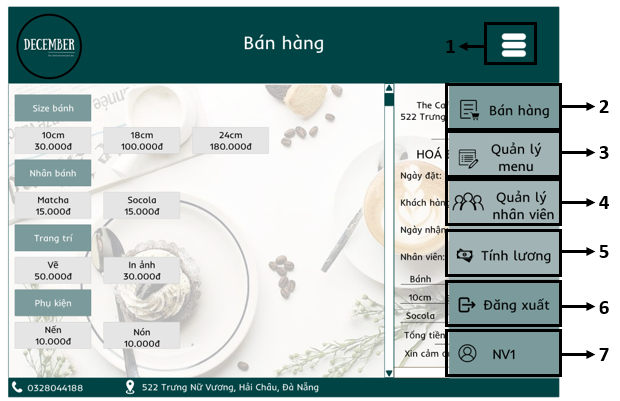 DECEMBER
Bán hàng
1
Size bánh
10cm
30.000đ
18cm
100.000đ
24cm
180.000đ
Nhân bánh
Matcha
15.000đ
Socola
15.000đ
Trang trí
Vẽ
50.000đ
In ảnh
30.000đ
Phụ kiện
Nến
10.000đ
Nón
10.000đ
The Ca
522 Trưng
HOÁ
Ngày đặt:
Khách hàn
Ngày nhận
Nhân viên:
Bánh
10cm
Socola
Tổng tiền
Xin cảm
Bán hàng
2
Quản lý
menu
3
Quản lý
nhân viên
4
Tính lương
5
Đăng xuất
6
NV1
7
0328044188
522 Trưng Nữ Vương, Hải Châu, Đà Nẵng